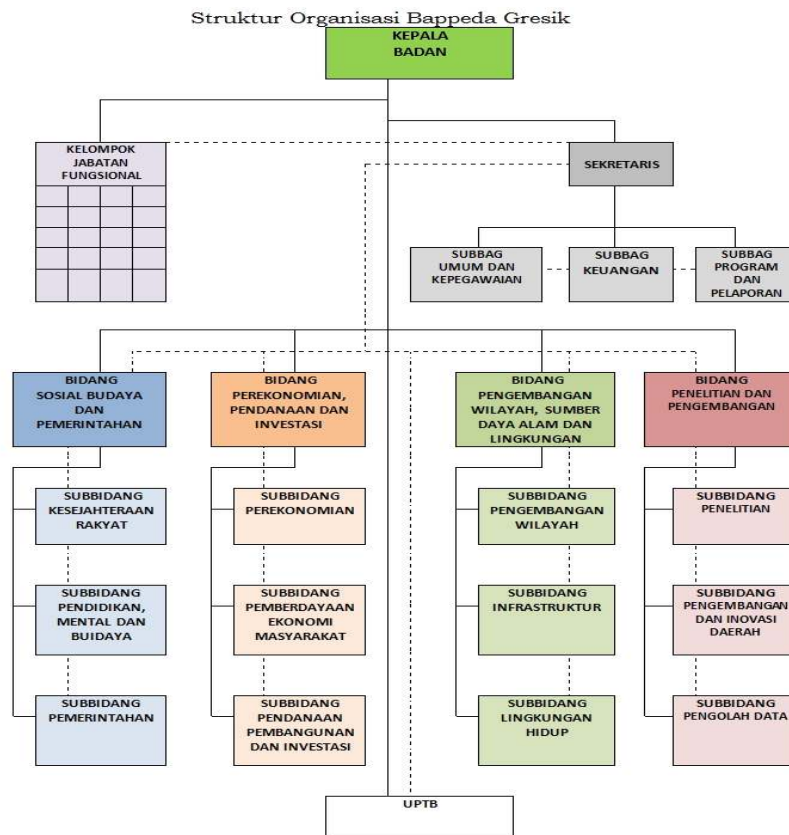 Struktur Organisasi Bappeda Gresik
KEPALA
BADAN
KELOMPOK
JABATAN
FUNGSIONAL
SEKRETARIS
SUBBAG
UMUM DAN
KEPEGAWAIAN
SUBBAG
KEUANGAN
SUBBAG
PROGRAM
DAN
PELAPORAN
BIDANG
SOSIAL BUDAYA
DAN
PEMERINTAHAN
BIDANG
PEREKONOMIAN,
PENDANAAN DAN
INVESTASI
BIDANG
PENGEMBANGAN
WILAYAH, SUMBER
DAYA ALAM DAN
LINGKUNGAN
BIDANG
PENELITIAN DAN
PENGEMBANGAN
SUBBIDANG
KESEJAHTERAAN
RAKYAT
SUBBIDANG
PEREKONOMIAN
SUBBIDANG
PENGEMBANGAN
WILAYAH
SUBBIDANG
PENELITIAN
SUBBIDANG
PENDIDIKAN,
MENTAL DAN
BUIDAYA
SUBBIDANG
PEMBERDAYAAN
EKONOMI
MASYARAKAT
SUBBIDANG
INFRASTRUKTUR
SUBBIDANG
PENGEMBANGAN
DAN INOVASI
DAERAH
SUBBIDANG
PEMERINTAHAN
SUBBIDANG
PENDANAAN
PEMBANGUNAN
DAN INVESTASI
SUBBIDANG
LINGKUNGAN
HIDUP
SUBBIDANG
PENGOLAH DATA
UPTB